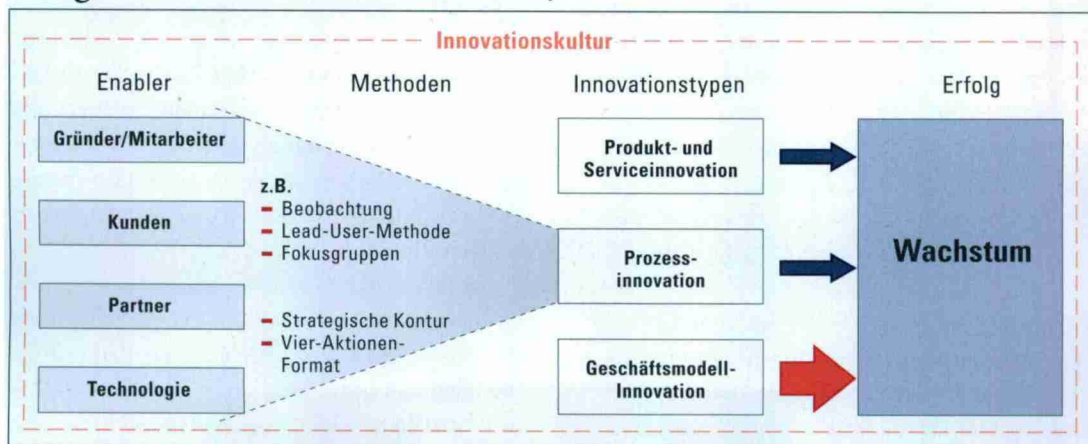 Innovationskultur
Enabler
Methoden
Innovationstypen
Erfolg
Gründer/Mitarbeiter
Kunden
Partner
Technologie
z.B.
– Beobachtung
– Lead-User-Methode
– Fokusgruppen
– Strategische Kontur
– Vier-Aktionen-
Format
Produkt- und
Serviceinnovation
Prozess-
innovation
Geschäftsmodell-
Innovation
Wachstum